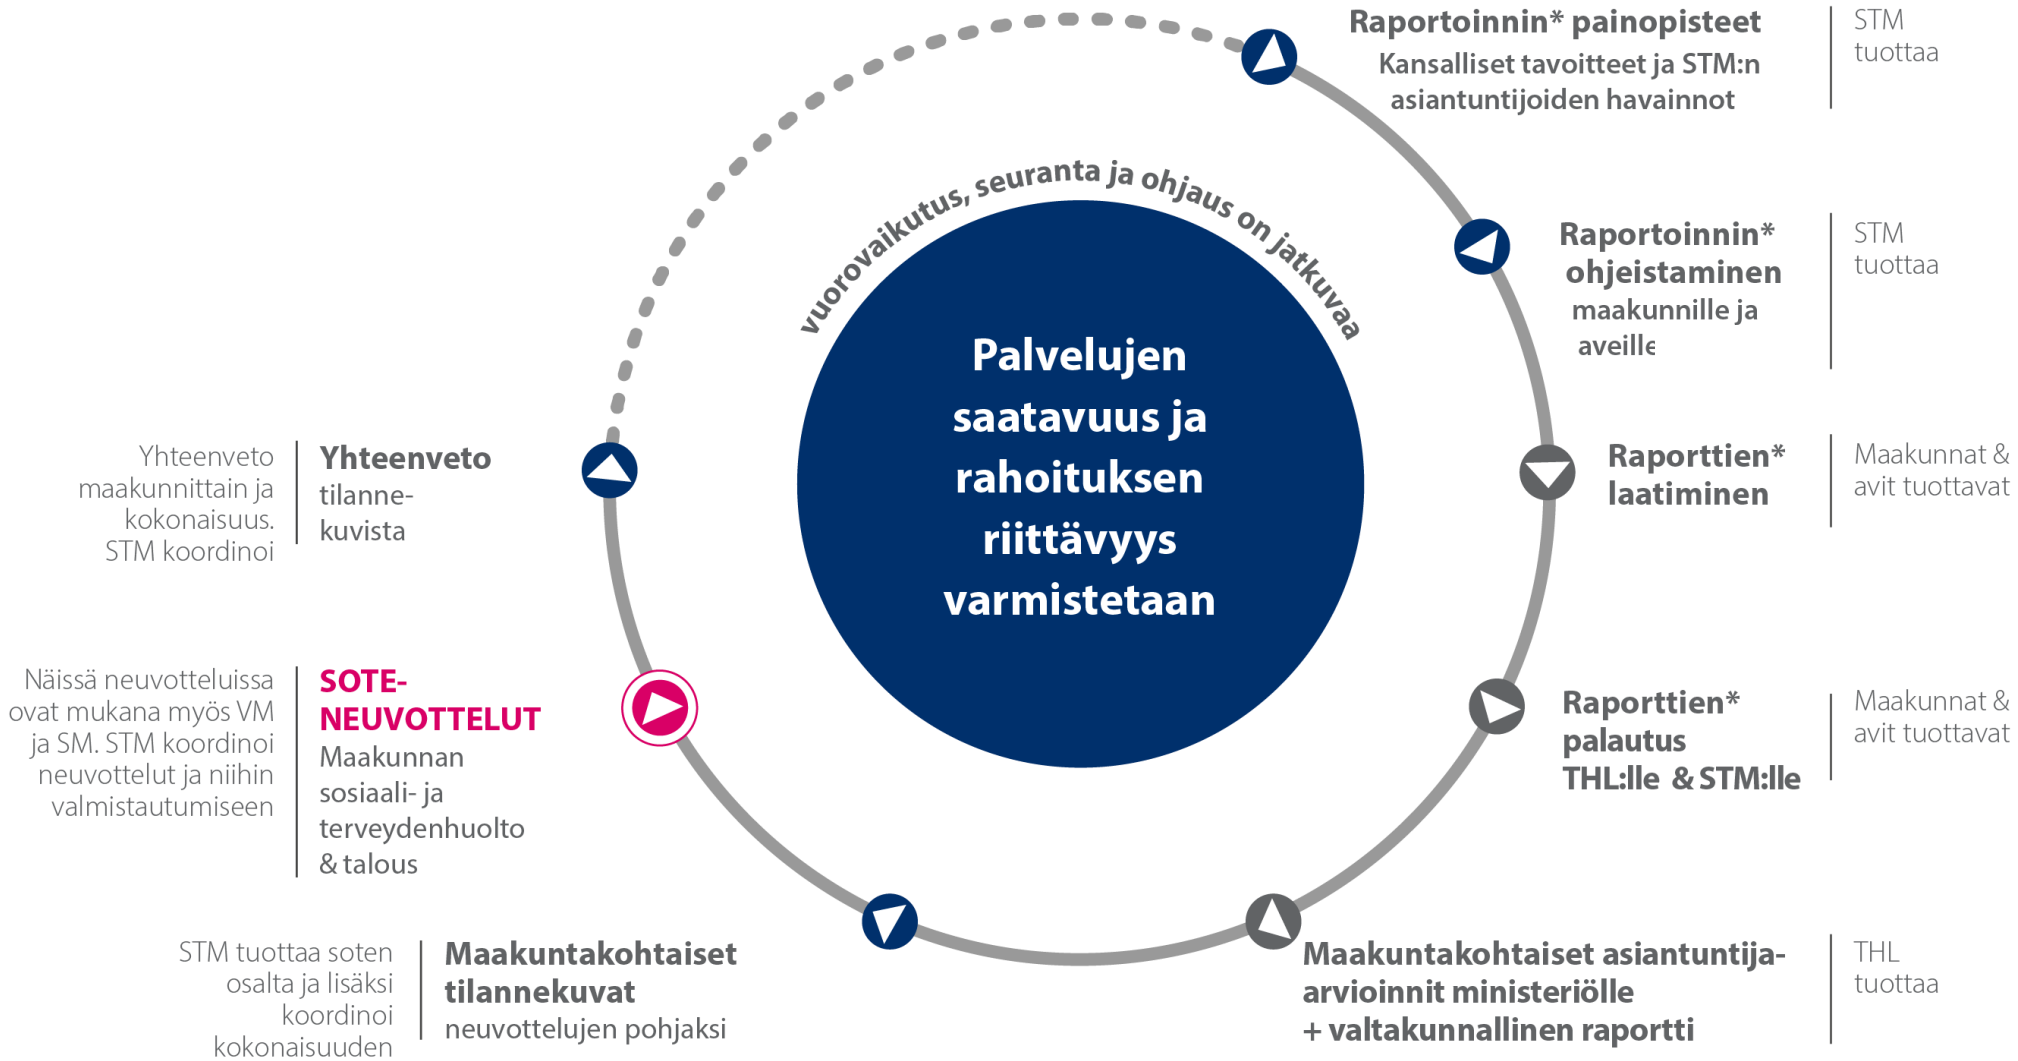 Raportoinnin* painopisteet
Kansalliset tavoitteet ja STM:n
asiantuntijoiden havainnot
STM
tuottaa
Raportoinnin*
ohjeistaminen
maakunnille ja
aveille
STM
tuottaa
Raporttien*
laatiminen
Maakunnat &
avit tuottavat
Raporttien*
palautus
THL:lle & STM:lle
Maakunnat &
avit tuottavat
Maakuntakohtaiset asiantuntija-
arvioinnit ministeriölle
+ valtakunnallinen raportti
THL
tuottaa
Maakuntakohtaiset
tilannekuvat
neuvottelujen pohjaksi
STM tuottaa soten
osalta ja lisäksi
koordinoi
kokonaisuuden
SOTE-
NEUVOTTELUT
Maakunnan
sosiaali- ja
terveydenhuolto
& talous
Näissä neuvotteluissa
ovat mukana myös VM
ja SM. STM koordinoi
neuvottelut ja niihin
valmistautumiseen
Yhteenveto
tilanne-
kuvista
Yhteenveto
maakunnittain ja
kokonaisuus.
STM koordinoi
vuorovaikutus, seuranta ja ohjaus on jatkuvaa
Palvelujen
saatavuus ja
rahoituksen
riittävyys
varmistetaan